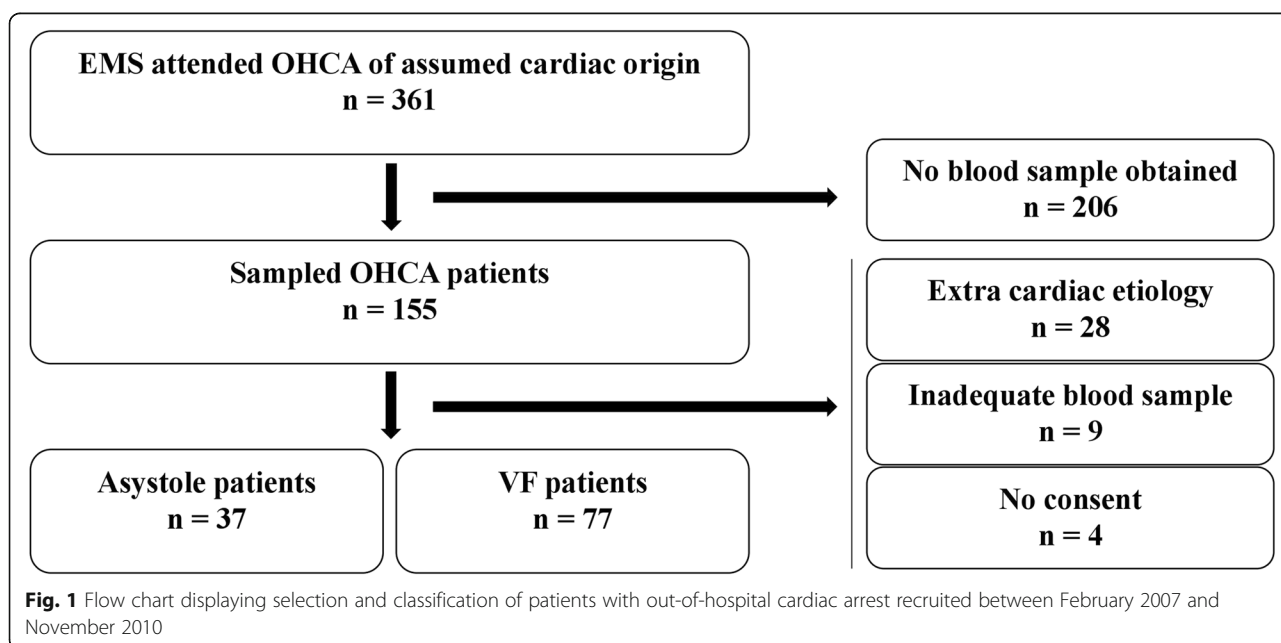 EMS attended OHCA of assumed cardiac origin
n = 361
No blood sample obtained
n = 206
Sampled OHCA patients
n = 155
Extra cardiac etiology
n = 28
Inadequate blood sample
n = 9
No consent
n = 4
Asystole patients
n = 37
VF patients
n = 77
Fig. 1 Flow chart displaying selection and classification of patients with out-of-hospital cardiac arrest recruited between February 2007 and
November 2010